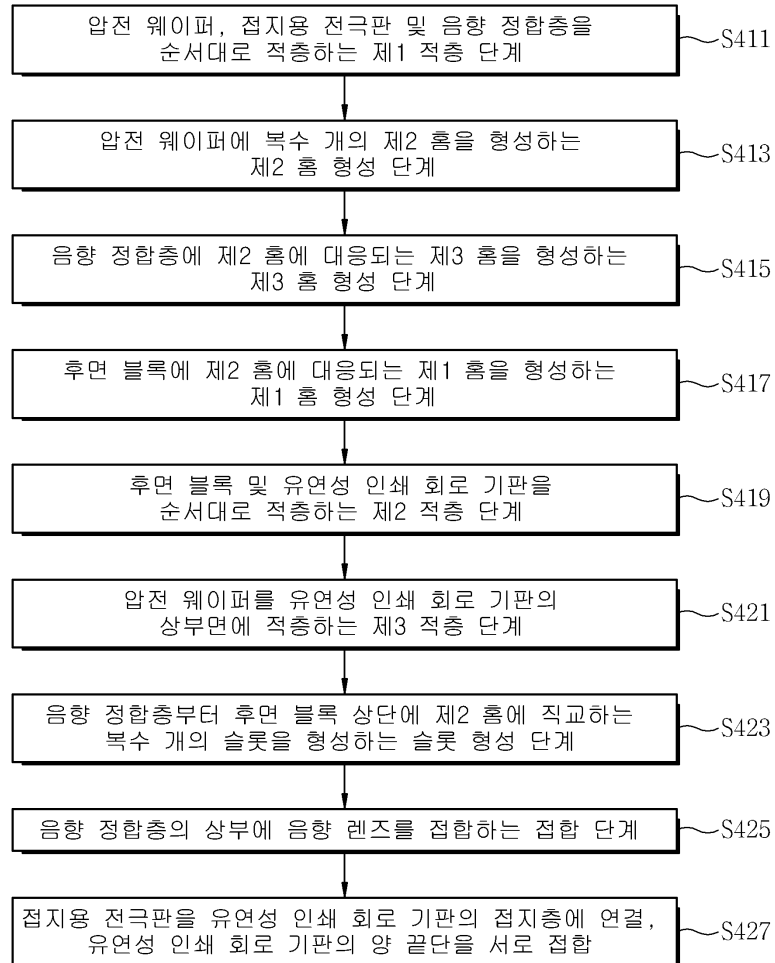 압전 웨이퍼, 접지용 전극판 및 음향 정합층을
순서대로 적층하는 제1 적층 단계
S411
압전 웨이퍼에 복수 개의 제2 홈을 형성하는
제2 홈 형성 단계
S413
음향 정합층에 제2 홈에 대응되는 제3 홈을 형성하는
제3 홈 형성 단계
S415
후면 블록에 제2 홈에 대응되는 제1 홈을 형성하는
제1 홈 형성 단계
S417
후면 블록 및 유연성 인쇄 회로 기판을
순서대로 적층하는 제2 적층 단계
S419
압전 웨이퍼를 유연성 인쇄 회로 기판의
상부면에 적층하는 제3 적층 단계
S421
음향 정합층부터 후면 블록 상단에 제2 홈에 직교하는
복수 개의 슬롯을 형성하는 슬롯 형성 단계
S423
음향 정합층의 상부에 음향 렌즈를 접합하는 접합 단계
S425
접지용 전극판을 유연성 인쇄 회로 기판의 접지층에 연결,
유연성 인쇄 회로 기판의 양 끝단을 서로 접합
S427